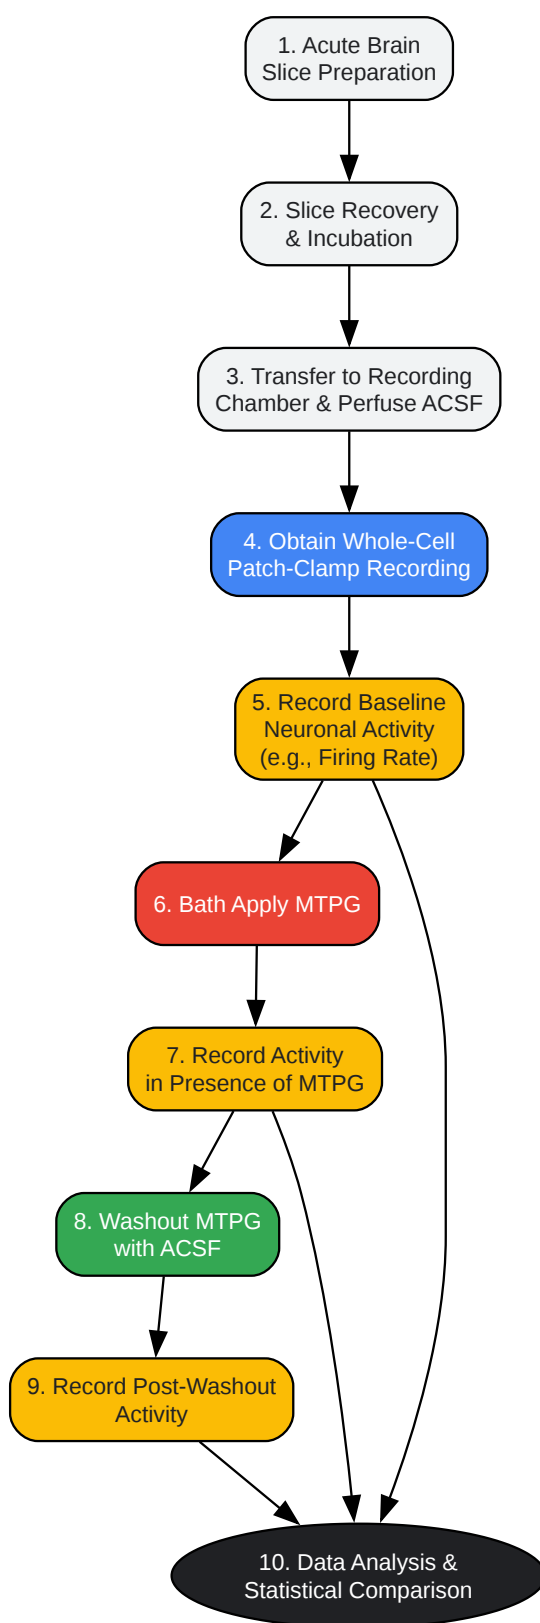 1. Acute Brain
Slice Preparation
2. Slice Recovery
& Incubation
3. Transfer to Recording
Chamber & Perfuse ACSF
4. Obtain Whole-Cell
Patch-Clamp Recording
5. Record Baseline
Neuronal Activity
(e.g., Firing Rate)
6. Bath Apply MTPG
7. Record Activity
in Presence of MTPG
8. Washout MTPG
with ACSF
9. Record Post-Washout
Activity
10. Data Analysis &
Statistical Comparison